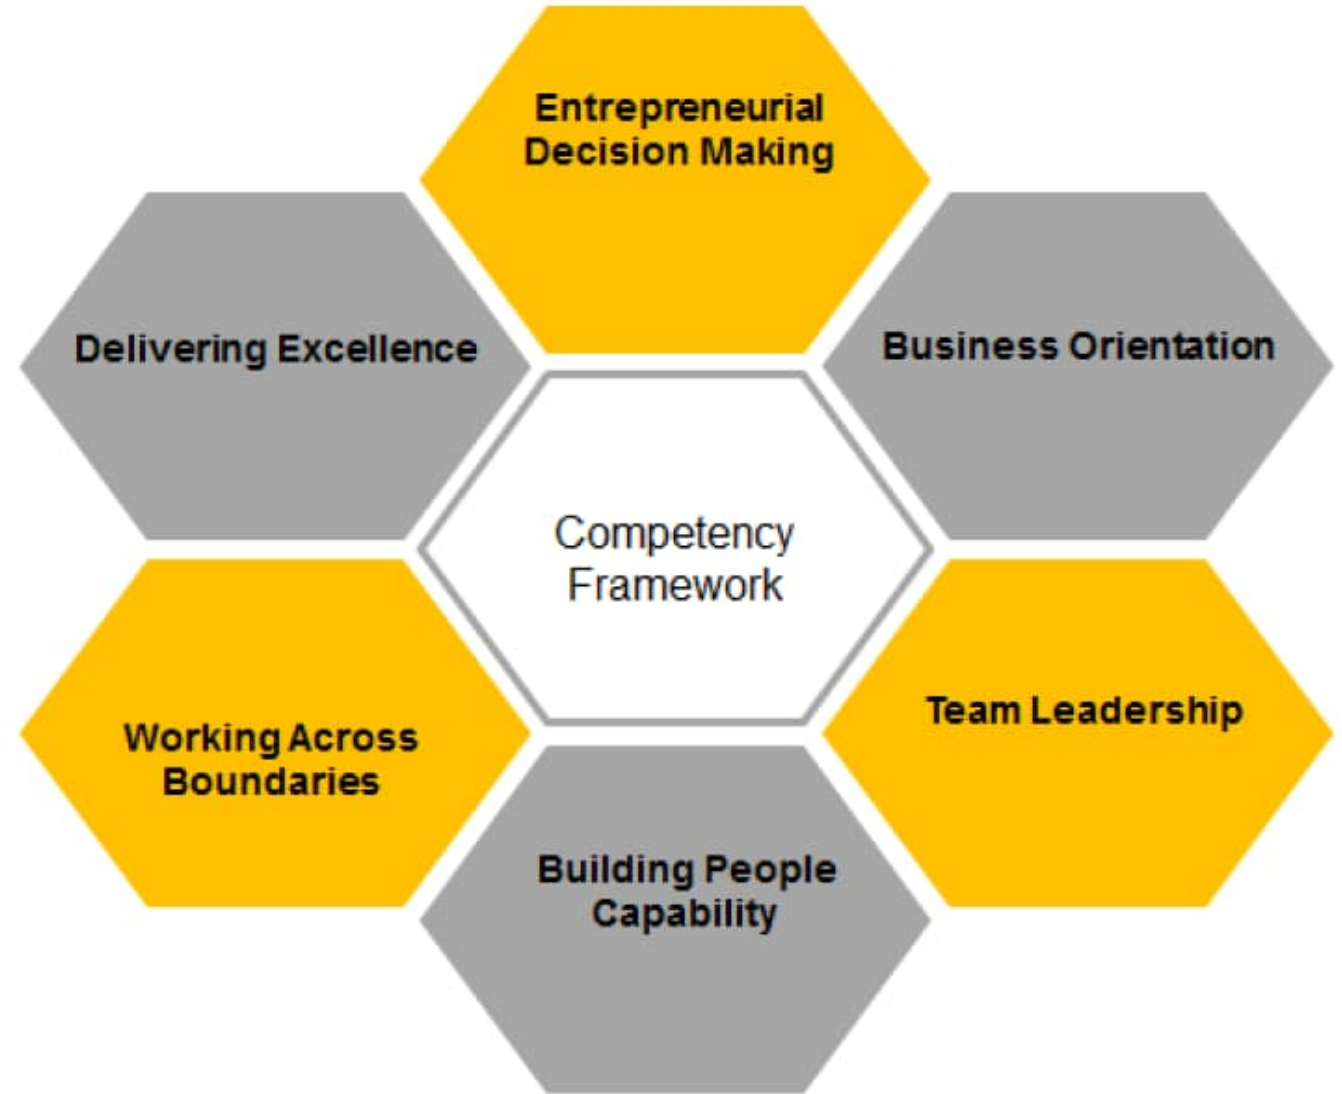 Entrepreneurial
Decision Making
Delivering Excellence
Business Orientation
Competency
Framework
Working Across
Boundaries
Team Leadership
Building People
Capability